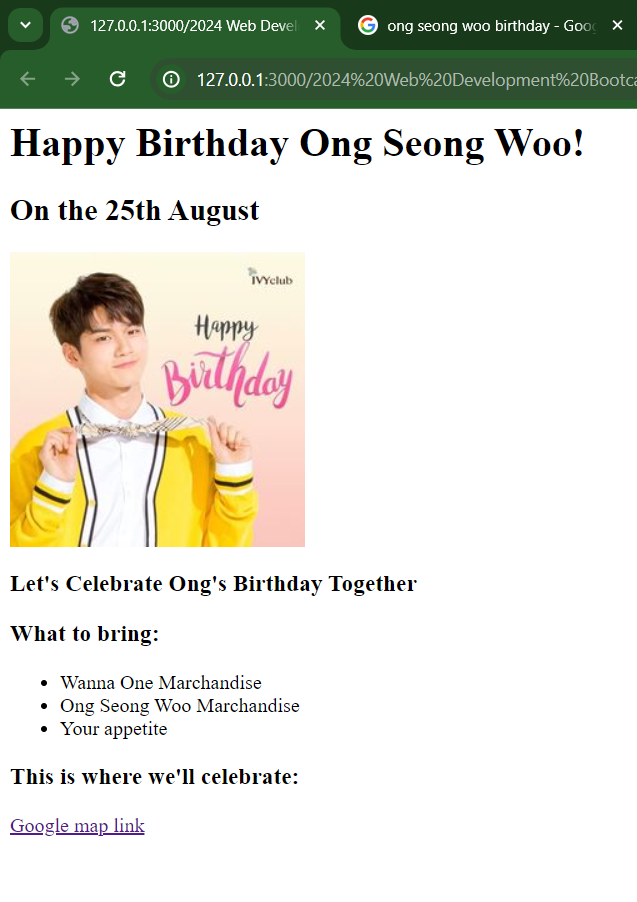 127.0.0.1:3000/2024 Web Devel
ong seong woo birthday - Goog
127.0.0.1:3000/2024%20Web%20Development%20Bootca
Happy Birthday Ong Seong Woo!
On the 25th August
IVYclub
Happy
Birthday
Let's Celebrate Ong's Birthday Together
What to bring:
Wanna One Marchandise
Ong Seong Woo Marchandise
Your appetite
This is where we'll celebrate:
Google map link